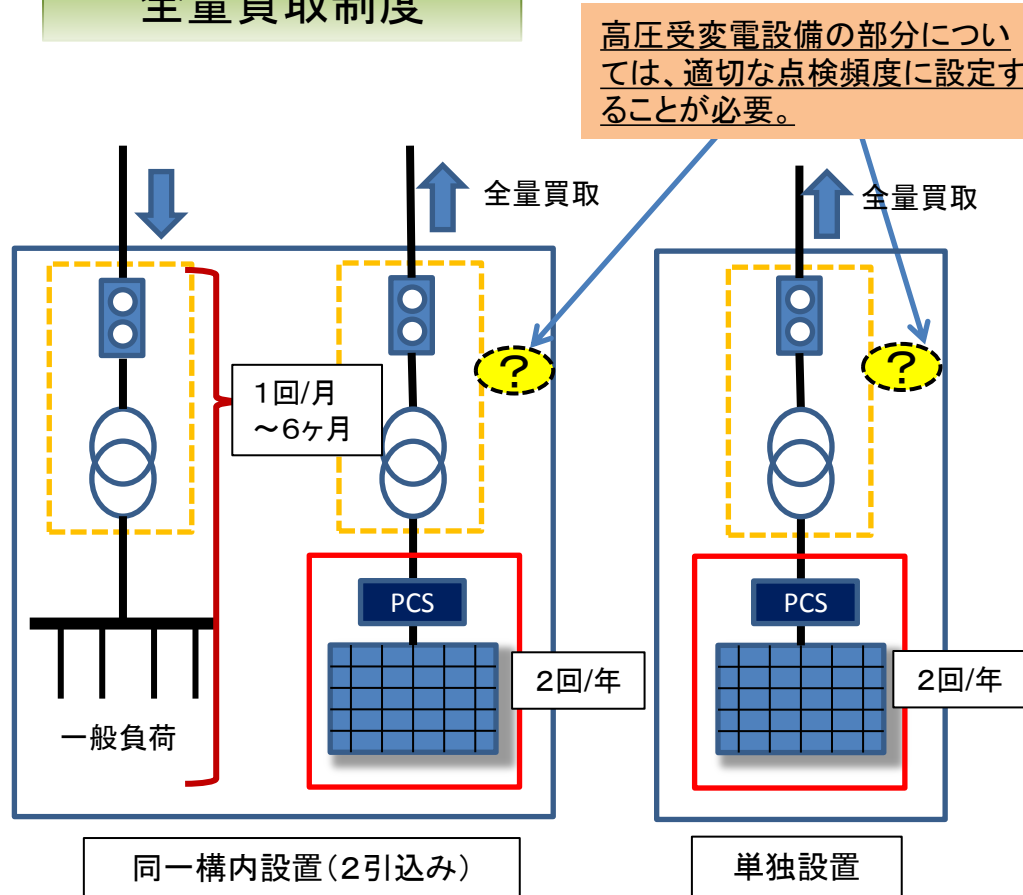 全量買取制度
高圧受変電設備の部分につい
ては、適切な点検頻度に設定す
ることが必要。
全量買取
全量買取
?
?
1回/月
～6ヶ月
PCS
PCS
2回/年
2回/年
一般負荷
同一構内設置(2引込み)
単独設置